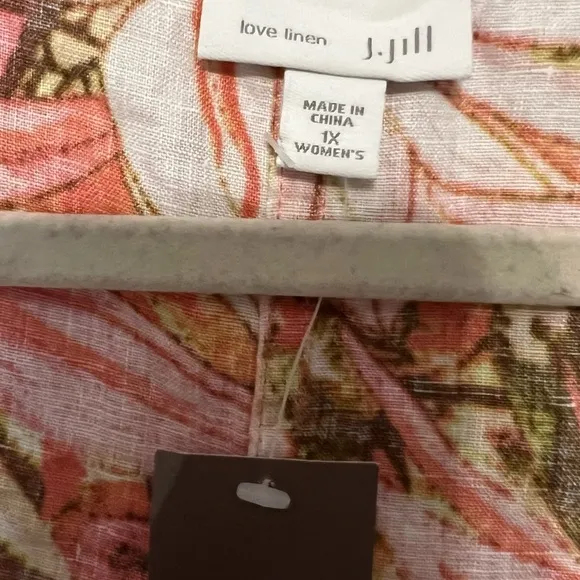 love linen J.Jill
MADE IN
CHINA
1X
WOMEN'S